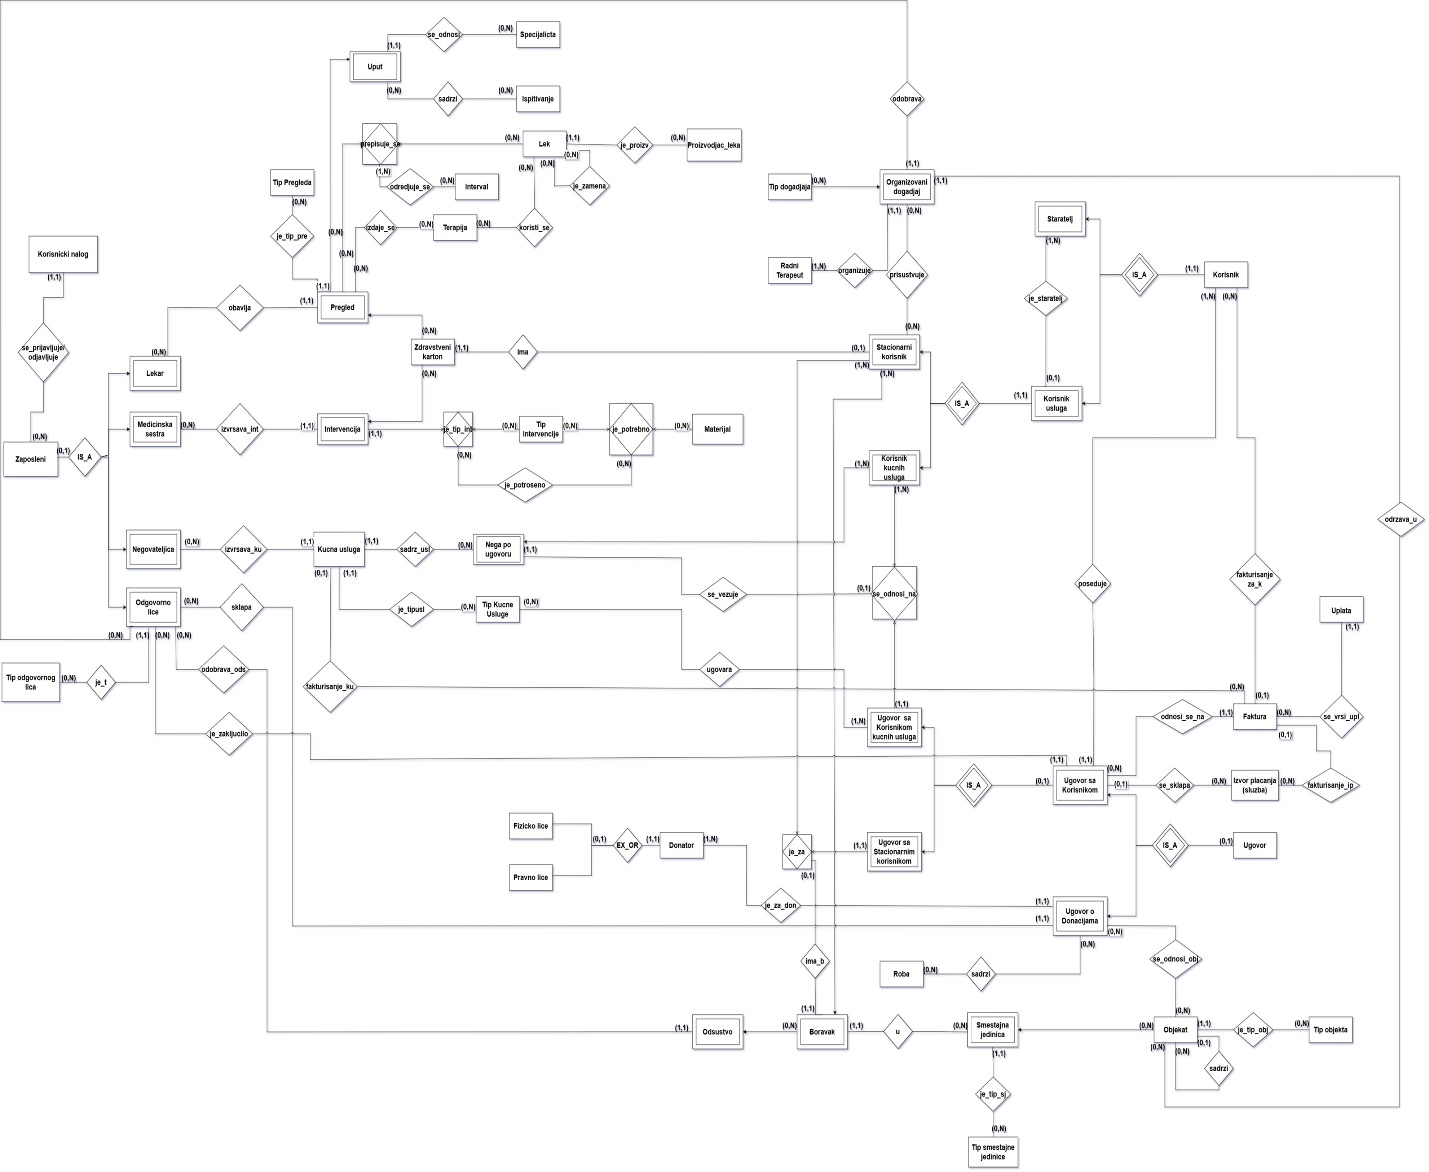 se_odnosi
(0,N)
Specijalicta
(1,1)
Uput
(0,N)
sadrzi
(0,N)
Ispitivanje
odobrava
(1,1)
prepisuje_se
(0,N)
Lek
(1,1)
(0,N)
je_proizv
(0,N)
Proizvodjac_leka
(1,N)
odredjuje_se
(0,N)
Interval
(0,N)
(0,N)
je_zamena
Tip Pregleda
(0,N)
je_tip_pre
(0,N)
(0,N)
(0,N)
izdaje_se
(0,N)
Terapija
(0,N)
koristi_se
Tip dogadjaja
(0,N)
Organizovani
dogadjaj
(1,1)
(1,1)
(0,N)
Radni
Terapeut
(1,N)
organizuje
prisustvuje
(0,N)
Staratelj
(1,N)
je_staratelj
(0,1)
IS_A
(1,1)
Korisnik
(1,N)
(0,N)
Korisnicki nalog
(1,1)
se_prijavljuje/
odjavljuje
(0,N)
Zaposleni
(0,1)
IS_A
obavlja
(1,1)
(1,1)
Pregled
(0,N)
Lekar
(0,N)
Zdravstveni
karton
(1,1)
(0,N)
ima
(0,1)
Stacionarni
korisnik
(1,N)
(1,N)
IS_A
(1,1)
Korisnik
usluga
Medicinska
sestra
(0,N)
izvrsava_int
(1,1)
Intervencija
(1,1)
je_tip_int
(0,N)
(0,N)
Tip
Intervencije
(0,N)
je_potrebno
(0,N)
(0,N)
Materijal
je_potroseno
Korisnik
kucnih
usluga
(1,N)
(1,N)
Negovateljica
(0,N)
izvrsava_ku
(1,1)
Kucna usluga
(1,1)
(0,1)
(1,1)
sadrz_usl
(0,N)
Nega po
ugovoru
(1,1)
odrzava_u
se_vezuje
(0,1)
se_odnosi_na
poseduje
fakturisanje
za_k
Odgovorno
lice
(0,N)
sklapa
je_tipusl
(0,N)
Tip Kucne
Usluge
(0,N)
Uplata
(1,1)
(0,N)
(1,1)
(0,N)
(0,N)
Tip odgovornog
lica
(0,N)
je_t
odobrava_ods
fakturisanje_ku
ugovara
(0,N)
(0,1)
(1,1)
(1,N)
Ugovor sa
Korisnikom
kucnih usluga
odnosi_se_na
(1,1)
Faktura
(0,N)
(0,1)
se_vrsi_upl
je_zakljucilo
(1,1)
(1,1)
(0,N)
IS_A
(0,1)
Ugovor sa
Korisnikom
(0,1)
se_sklapa
(0,N)
Izvor placanja
(sluzba)
(0,N)
fakturisanje_ip
Fizicko lice
Pravno lice
(0,1)
EX_OR
(1,1)
Donator
(1,N)
je_za
(0,1)
(1,1)
Ugovor sa
Stacionarnim
korisnikom
IS_A
(0,1)
Ugovor
je_za_don
(1,1)
(1,1)
Ugovor o
Donacijama
(0,N)
(0,N)
ima_b
(1,1)
Roba
(0,N)
sadrzi
se_odnosi_obj
(0,N)
(1,1)
Odsustvo
(0,N)
Boravak
(1,1)
u
(0,N)
Smestajna
jedinica
(1,1)
(0,N)
Objekat
(1,1)
(0,1)
(0,N)
(0,N)
je_tip_obj
(0,N)
Tip objekta
sadrzi
je_tip_sj
(0,N)
Tip smestajne
jedinice